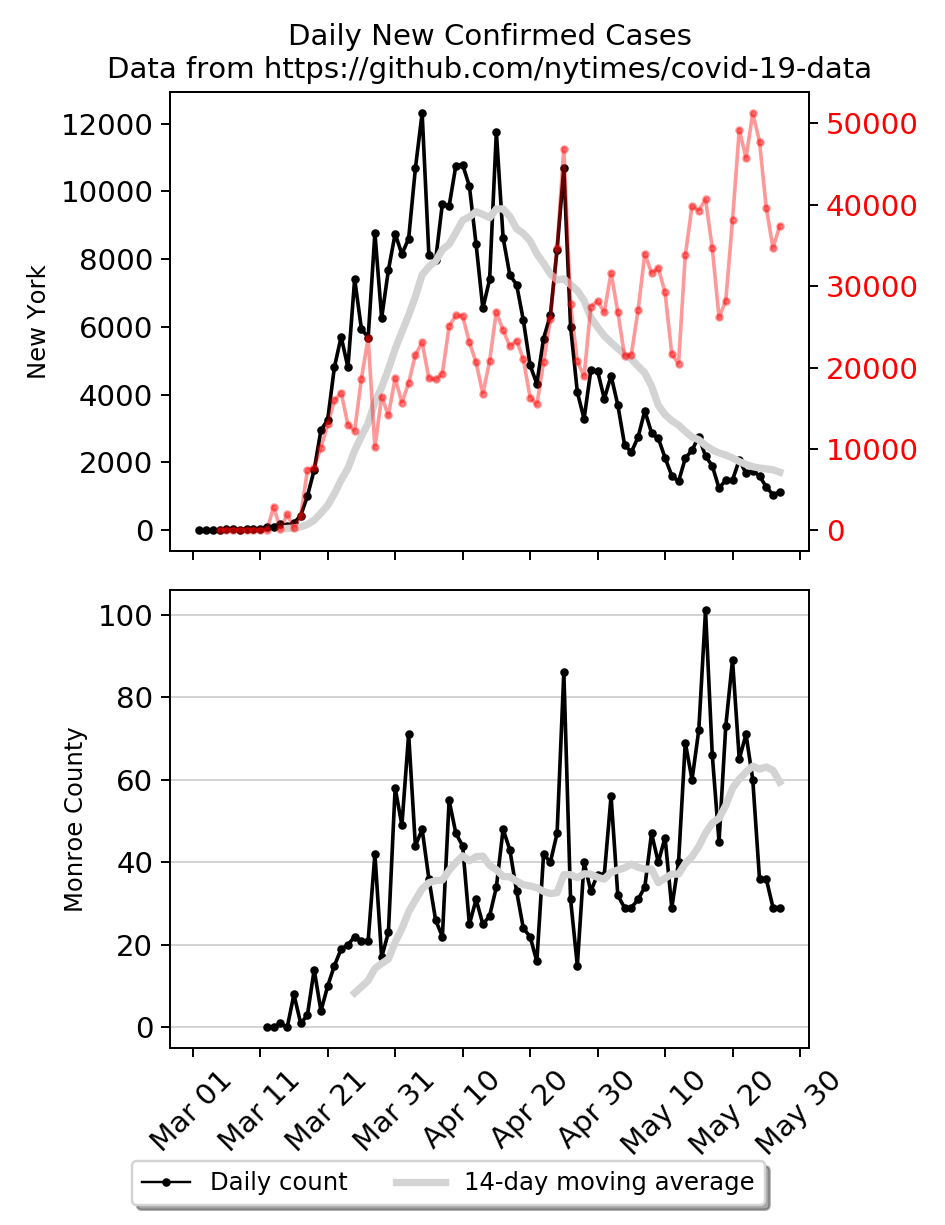 Daily New Confirmed Cases
Data from https://github.com/nytimes/covid-19-data
New York
12000
10000
8000
6000
4000
2000
0
50000
40000
30000
20000
10000
0
Monroe County
100
80
60
40
20
0
Mar 01
Mar 11
Mar 21
Mar 31
Apr 10
Apr 20
Apr 30
May 10
May 20
May 30
Daily count
14-day moving average